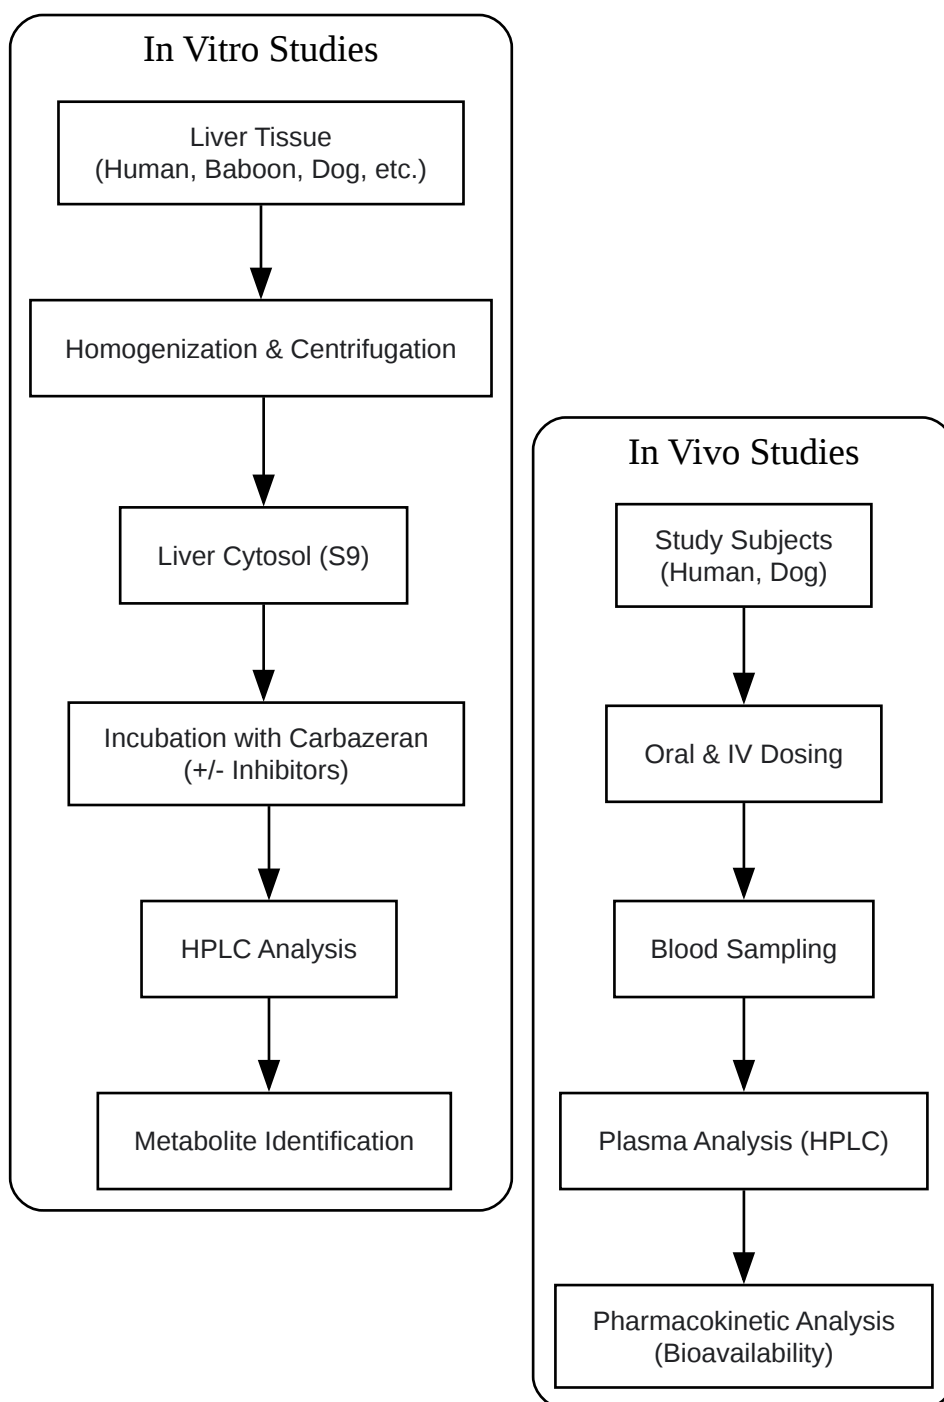 In Vitro Studies
Liver Tissue
(Human, Baboon, Dog, etc.)
Homogenization & Centrifugation
Liver Cytosol (S9)
Incubation with Carbazeran
(+/- Inhibitors)
HPLC Analysis
Metabolite Identification
In Vivo Studies
Study Subjects
(Human, Dog)
Oral & IV Dosing
Blood Sampling
Plasma Analysis (HPLC)
Pharmacokinetic Analysis
(Bioavailability)